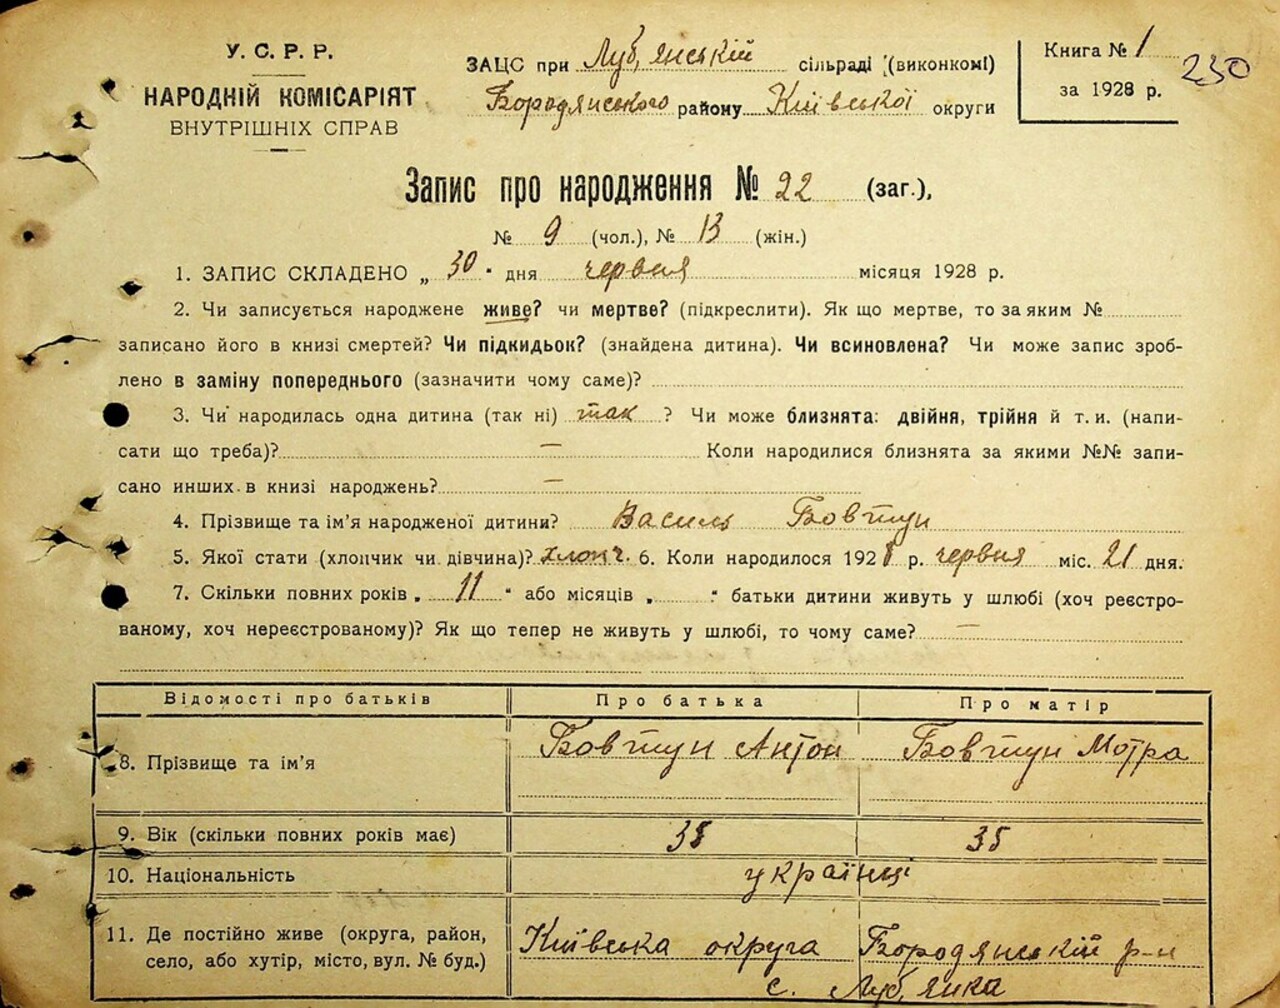 У. С. Р. Р.
НАРОДНІЙ КОМІСАРІЯТ
ВНУТРІШНІХ СПРАВ
ЗАЦС при Луб'янській сільраді (виконкомі)
Бородянського району Київської округи
Книга № 1
за 1928 р.
230
Запис про народження № 22 (заг.),
№ 9 (чол.), № 13 (жін.)
1. ЗАПИС СКЛАДЕНО „ 30 " дня червня місяця 1928 р.
2. Чи записується народжене живе? чи мертве? (підкреслити). Як що мертве, то за яким №
записано його в книзі смертей? Чи підкидьок? (знайдена дитина). Чи всиновлена? Чи може запис зроб-
лено в заміну попереднього (зазначити чому саме)?
3. Чи народилась одна дитина (так ні) так ? Чи може близнята: двійня, трійня й т. и. (напи-
сати що треба)? — Коли народилися близнята за якими №№ запи-
сано инших в книзі народжень? —
4. Прізвище та ім'я народженої дитини? Василь Бовтун
5. Якої стати (хлопчик чи дівчина)? хлопч. 6. Коли народилося 1928 р. червня міс. 21 дня.
7. Скільки повних років „ 11 " або місяців „ " батьки дитини живуть у шлюбі (хоч реєстро-
ваному, хоч нереєстрованому)? Як що тепер не живуть у шлюбі, то чому саме? —
Відомості про батьків Про батька Про матір
8. Прізвище та ім'я Бовтун Антон Бовтун Мотра
9. Вік (скільки повних років має) 38 35
10. Національність українці
11. Де постійно живе (округа, район, Київська округа Бородянський р-н
село, або хутір, місто, вул. № буд.) с. Луб'янка